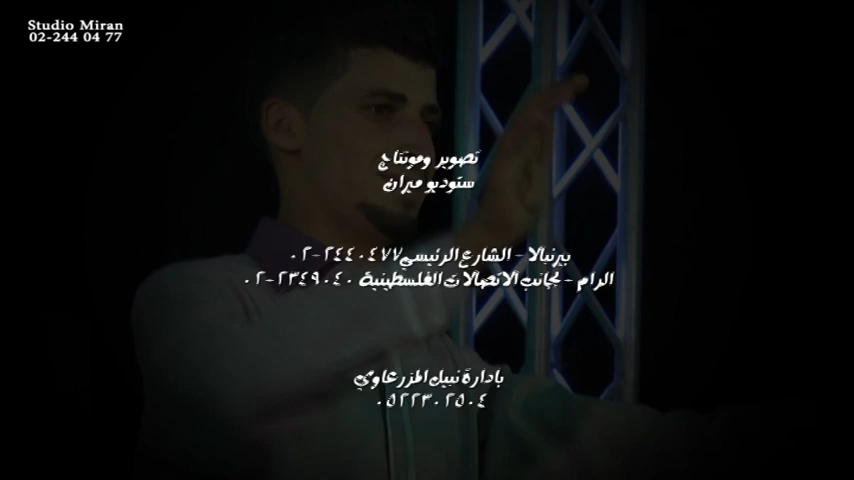 Studio Miran
02-244 04 77
تصوير ومونتاج
ستوديو ميران
بيرنبالا - الشارع الرئيسي ٠٢-٢٤٤٠٤٧٧
الرام - بجانب الاتصالات الفلسطينية ٠٢-٢٣٤٩٠٤٠
بادارة نبيل المزرعاوي
٠٥٢٢٣٠٢٥٠٤